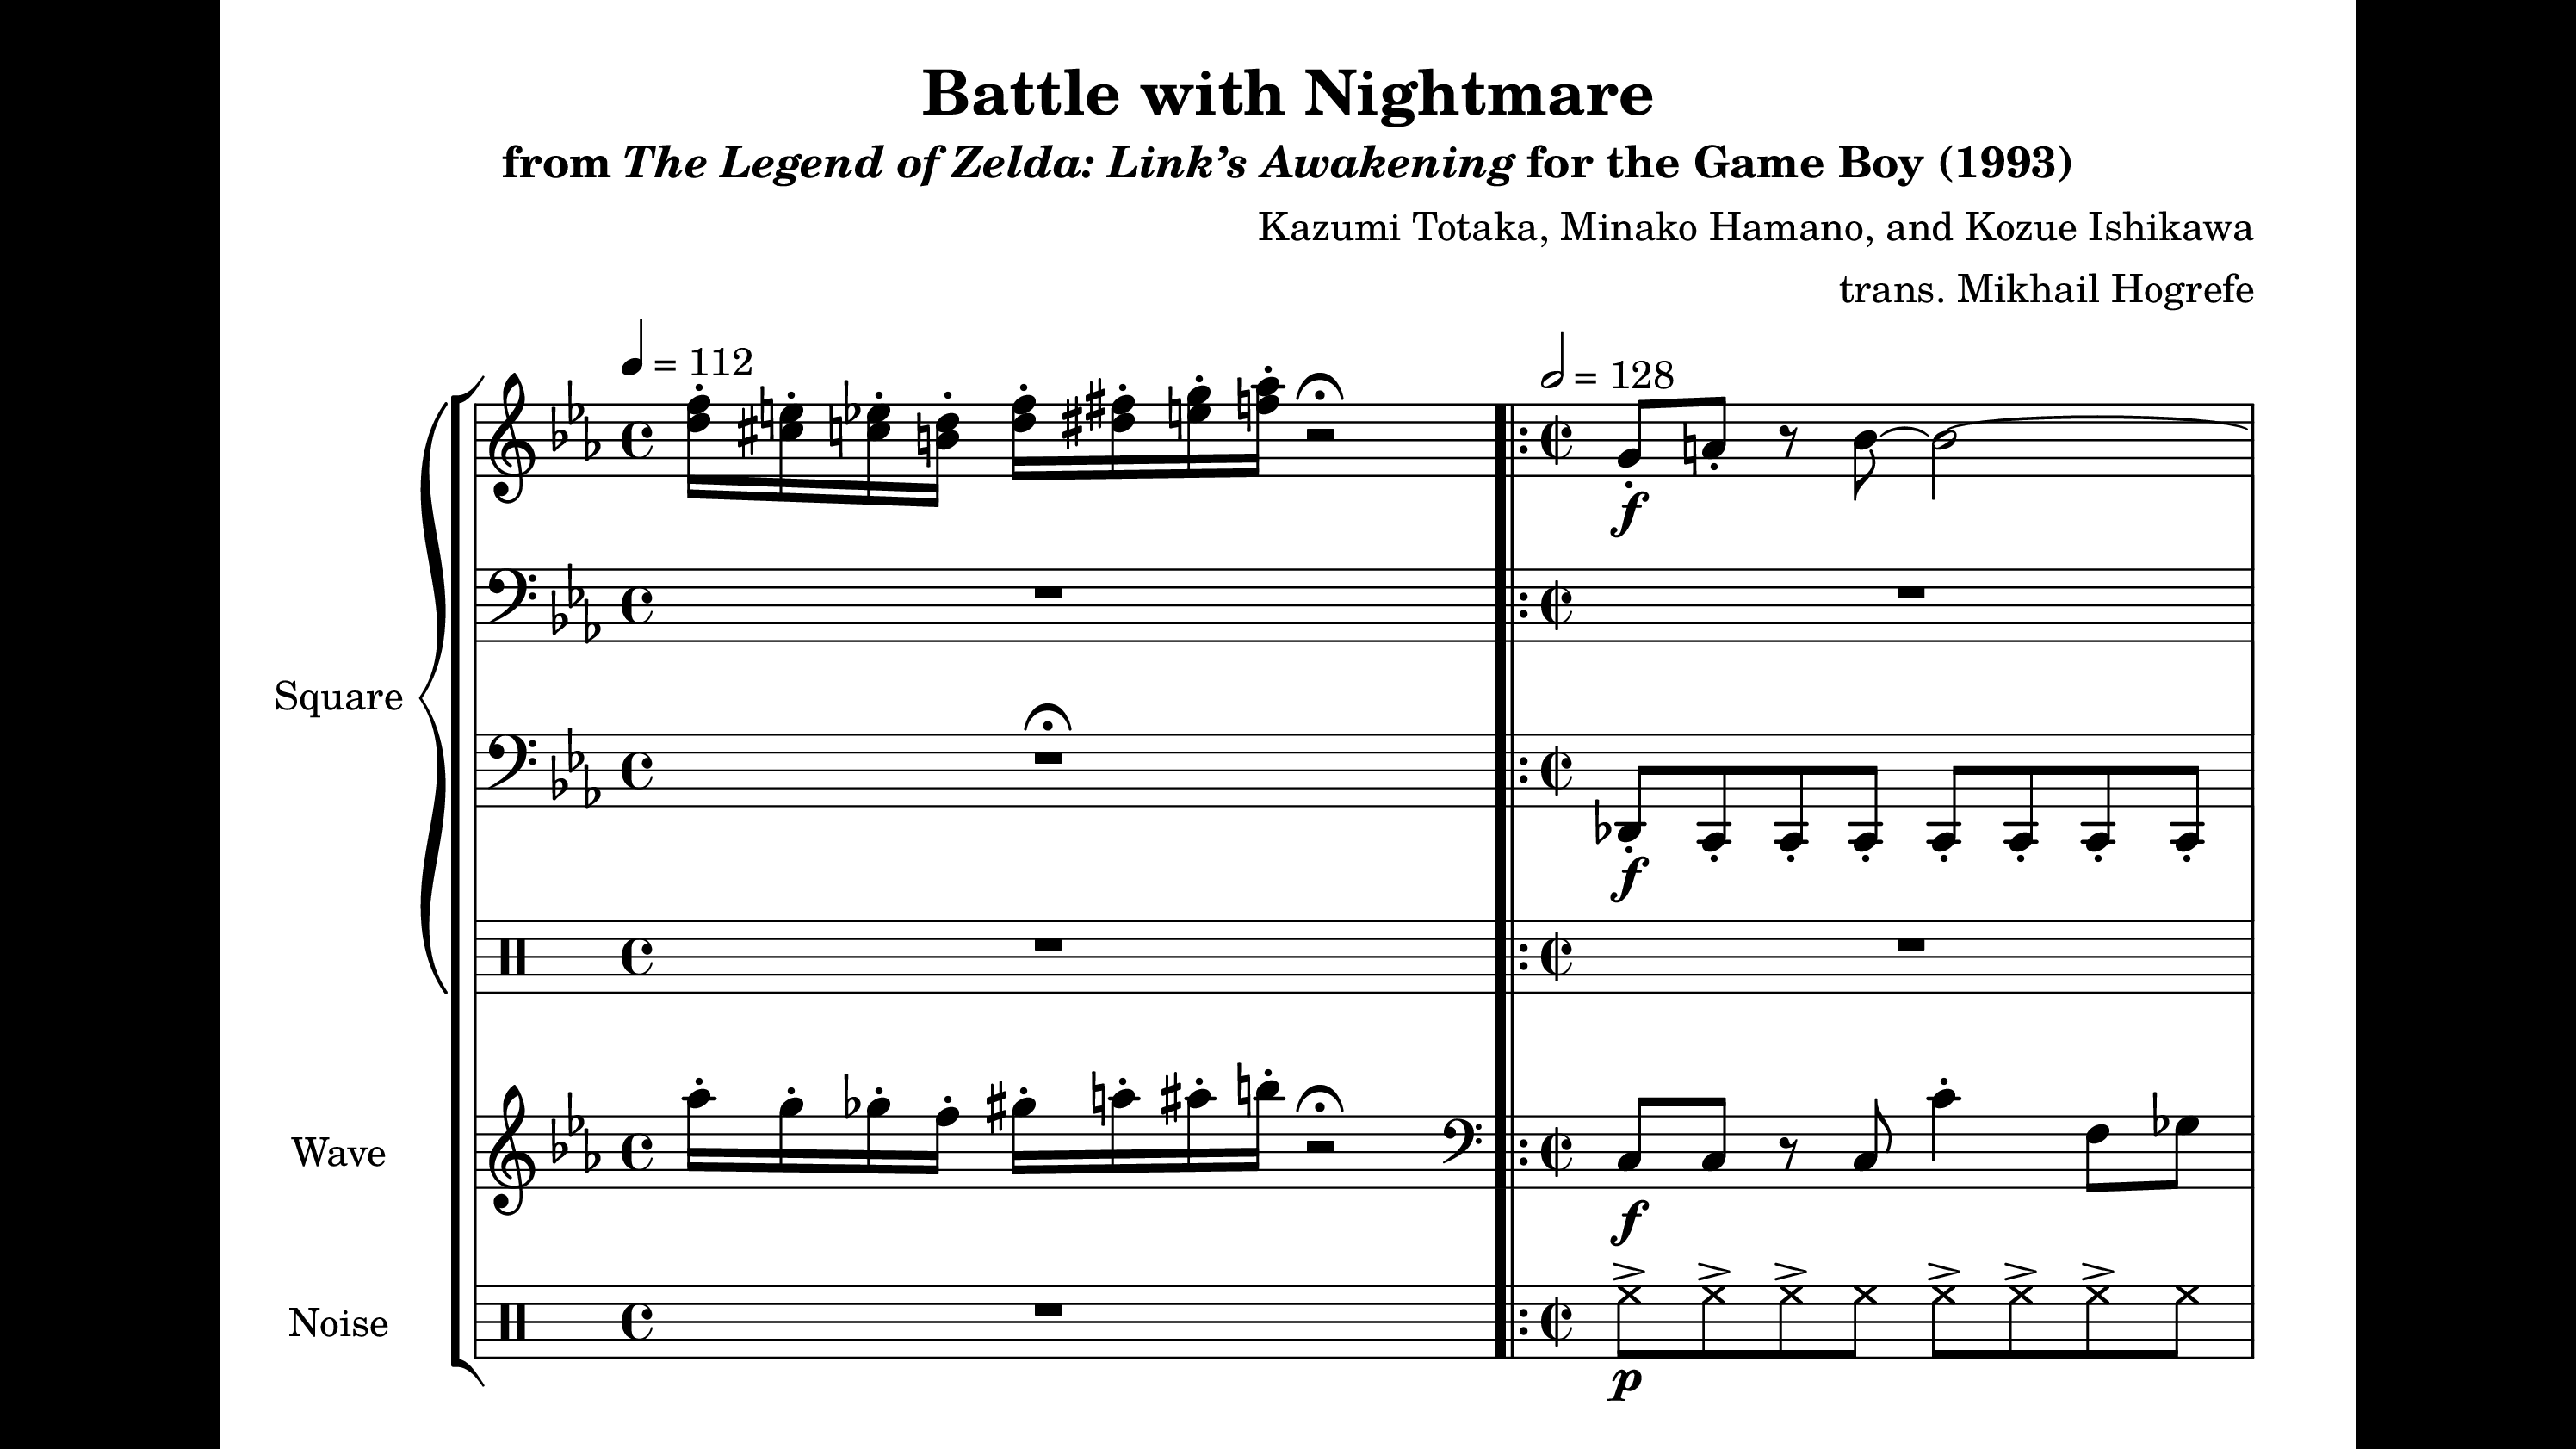 Battle with Nightmare
from The Legend of Zelda: Link’s Awakening for the Game Boy (1993)
Kazumi Totaka, Minako Hamano, and Kozue Ishikawa
trans. Mikhail Hogrefe
= 112
= 128
f
Square
f
Wave
f
Noise
p